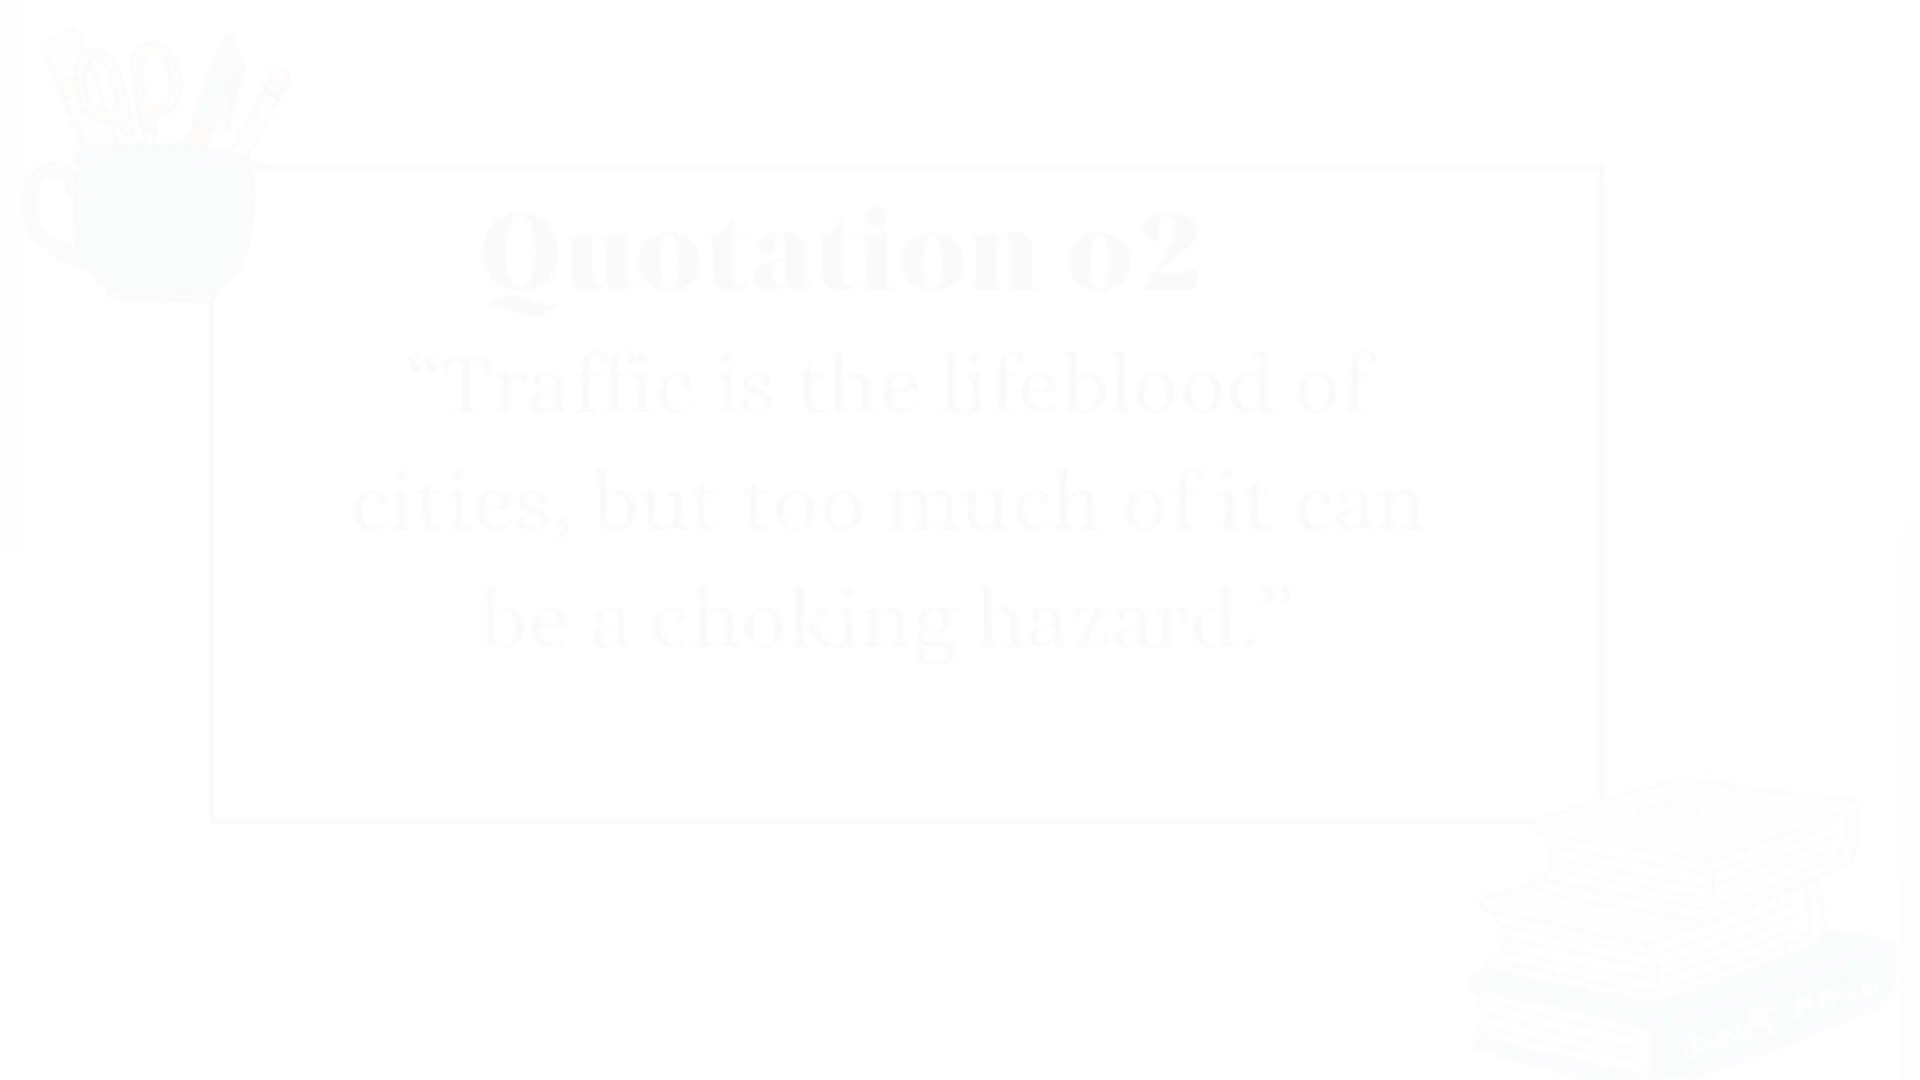 Quotation 02
“Traffic is the lifeblood of
cities, but too much of it can
be a choking hazard.”